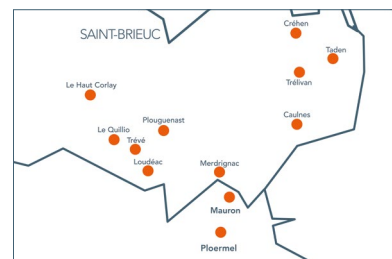 Créhen
SAINT-BRIEUC
Taden
Trélivan
Le Haut Corlay
Plouguenast
Caulnes
Le Quillio
Trévé
Loudéac
Merdrignac
Mauron
Ploermel